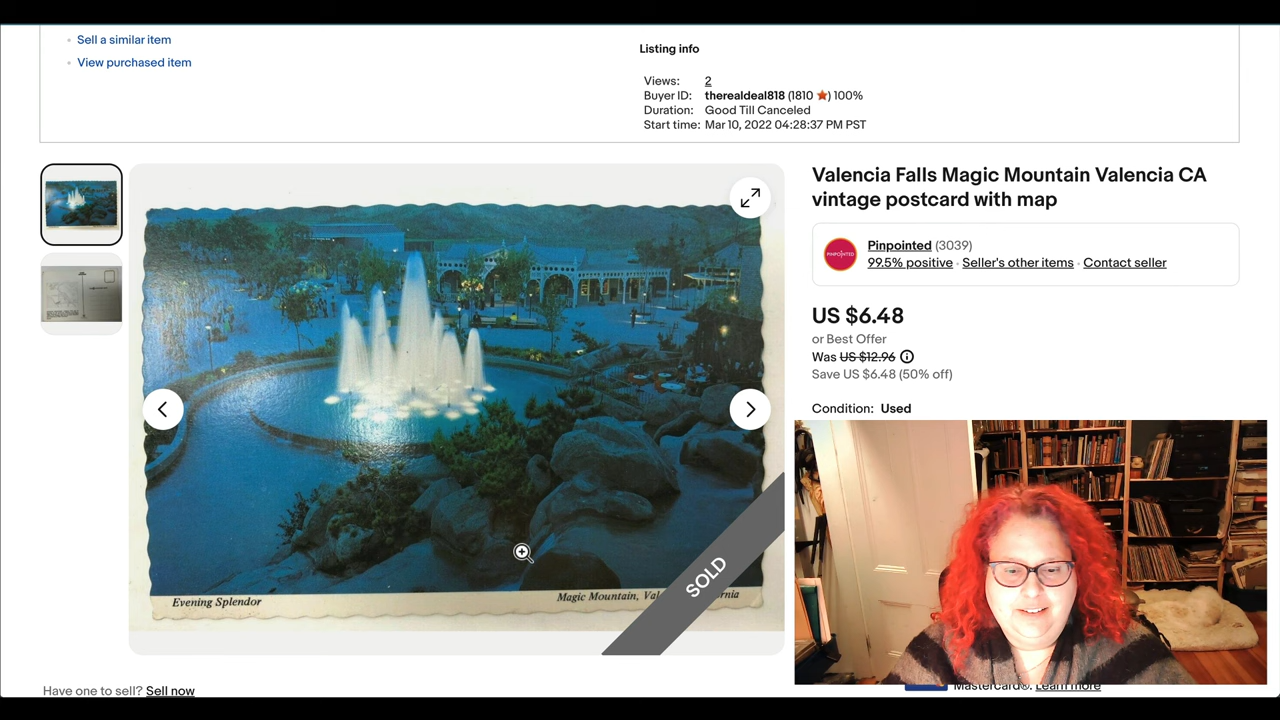 Sell a similar item
View purchased item
Listing info
Views: 2
Buyer ID: therealdeal818 (1810 ) 100%
Duration: Good Till Canceled
Start time: Mar 10, 2022 04:28:37 PM PST
Valencia Falls Magic Mountain Valencia CA
vintage postcard with map
PINPOINTED
Pinpointed (3039)
99.5% positive · Seller's other items · Contact seller
US $6.48
or Best Offer
Was US $12.96
Save US $6.48 (50% off)
Condition: Used
SOLD
Evening Splendor
Magic Mountain,
Have one to sell? Sell now
Mastercard®. Learn more